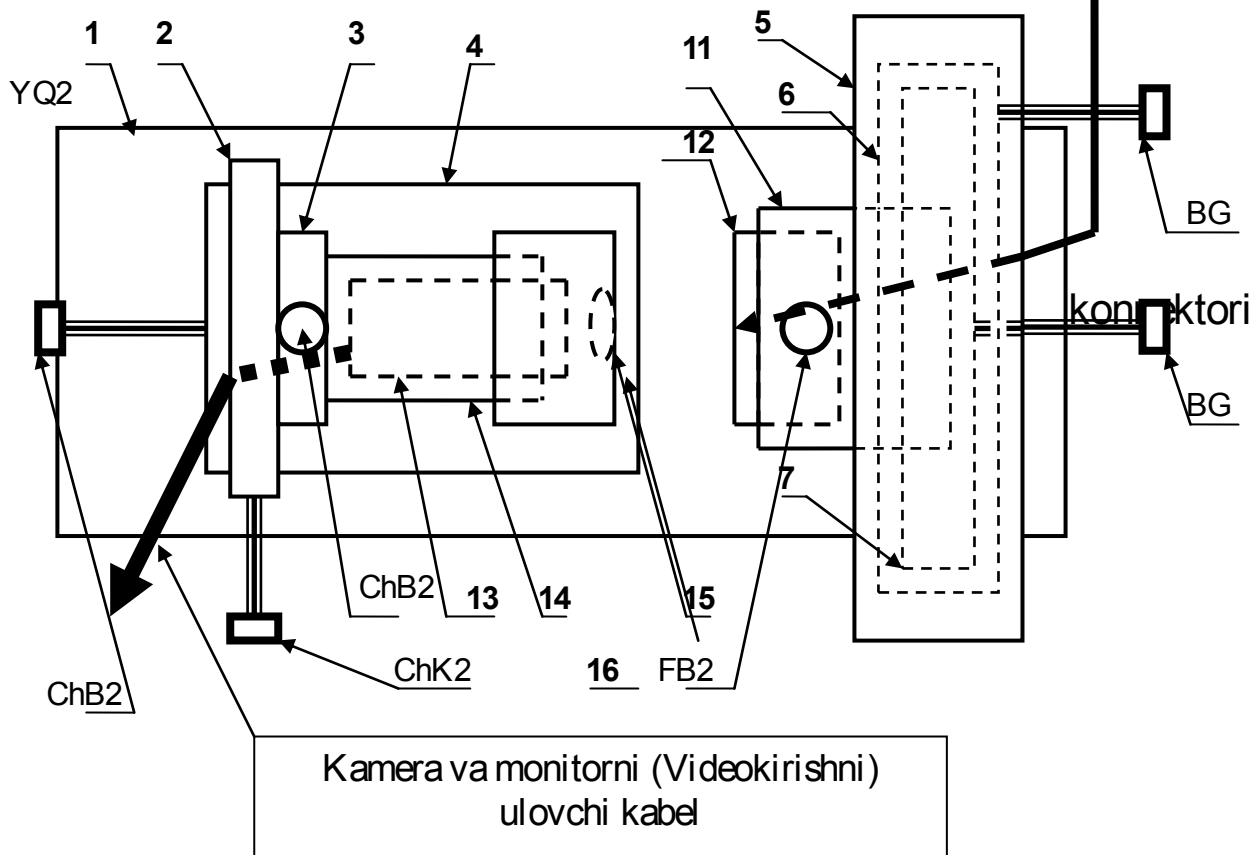 1
2
3
4
5
11
YQ2
6
12
BG
konnektori
BG
7
ChB2
13
14
15
ChB2
ChK2
16
FB2
Kamera va monitorni (Videokirishni)
ulovchi kabel